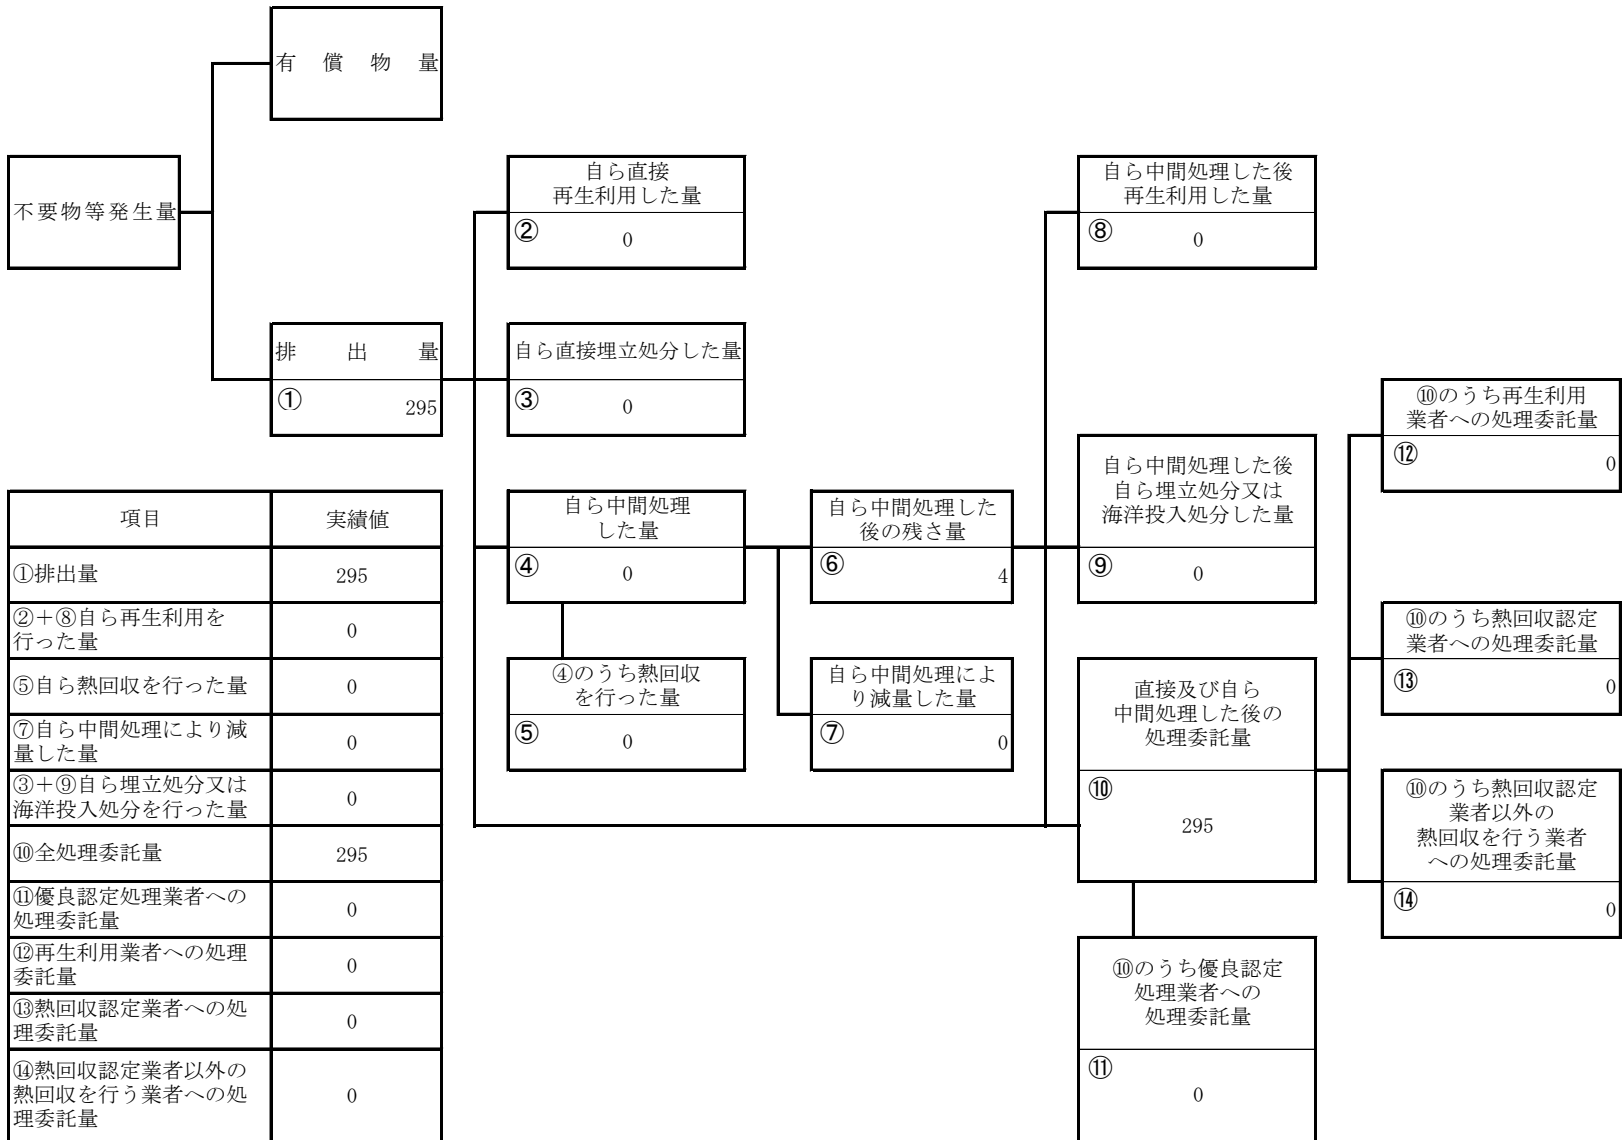 有償物量
不要物等発生量
排出量
① 295
自ら直接
再生利用した量
② 0
自ら直接埋立処分した量
③ 0
自ら中間処理
した量
④ 0
④のうち熱回収
を行った量
⑤ 0
自ら中間処理した
後の残さ量
⑥ 4
自ら中間処理によ
り減量した量
⑦ 0
自ら中間処理した後
再生利用した量
⑧ 0
自ら中間処理した後
自ら埋立処分又は
海洋投入処分した量
⑨ 0
直接及び自ら
中間処理した後の
処理委託量
⑩
295
⑩のうち優良認定
処理業者への
処理委託量
⑪
0
⑩のうち再生利用
業者への処理委託量
⑫ 0
⑩のうち熱回収認定
業者への処理委託量
⑬ 0
⑩のうち熱回収認定
業者以外の
熱回収を行う業者
への処理委託量
⑭ 0
項目 実績値
①排出量 295
②+⑧自ら再生利用を
行った量 0
⑤自ら熱回収を行った量 0
⑦自ら中間処理により減
量した量 0
③+⑨自ら埋立処分又は
海洋投入処分を行った量 0
⑩全処理委託量 295
⑪優良認定処理業者への
処理委託量 0
⑫再生利用業者への処理
委託量 0
⑬熱回収認定業者への処
理委託量 0
⑭熱回収認定業者以外の
熱回収を行う業者への処 0
理委託量